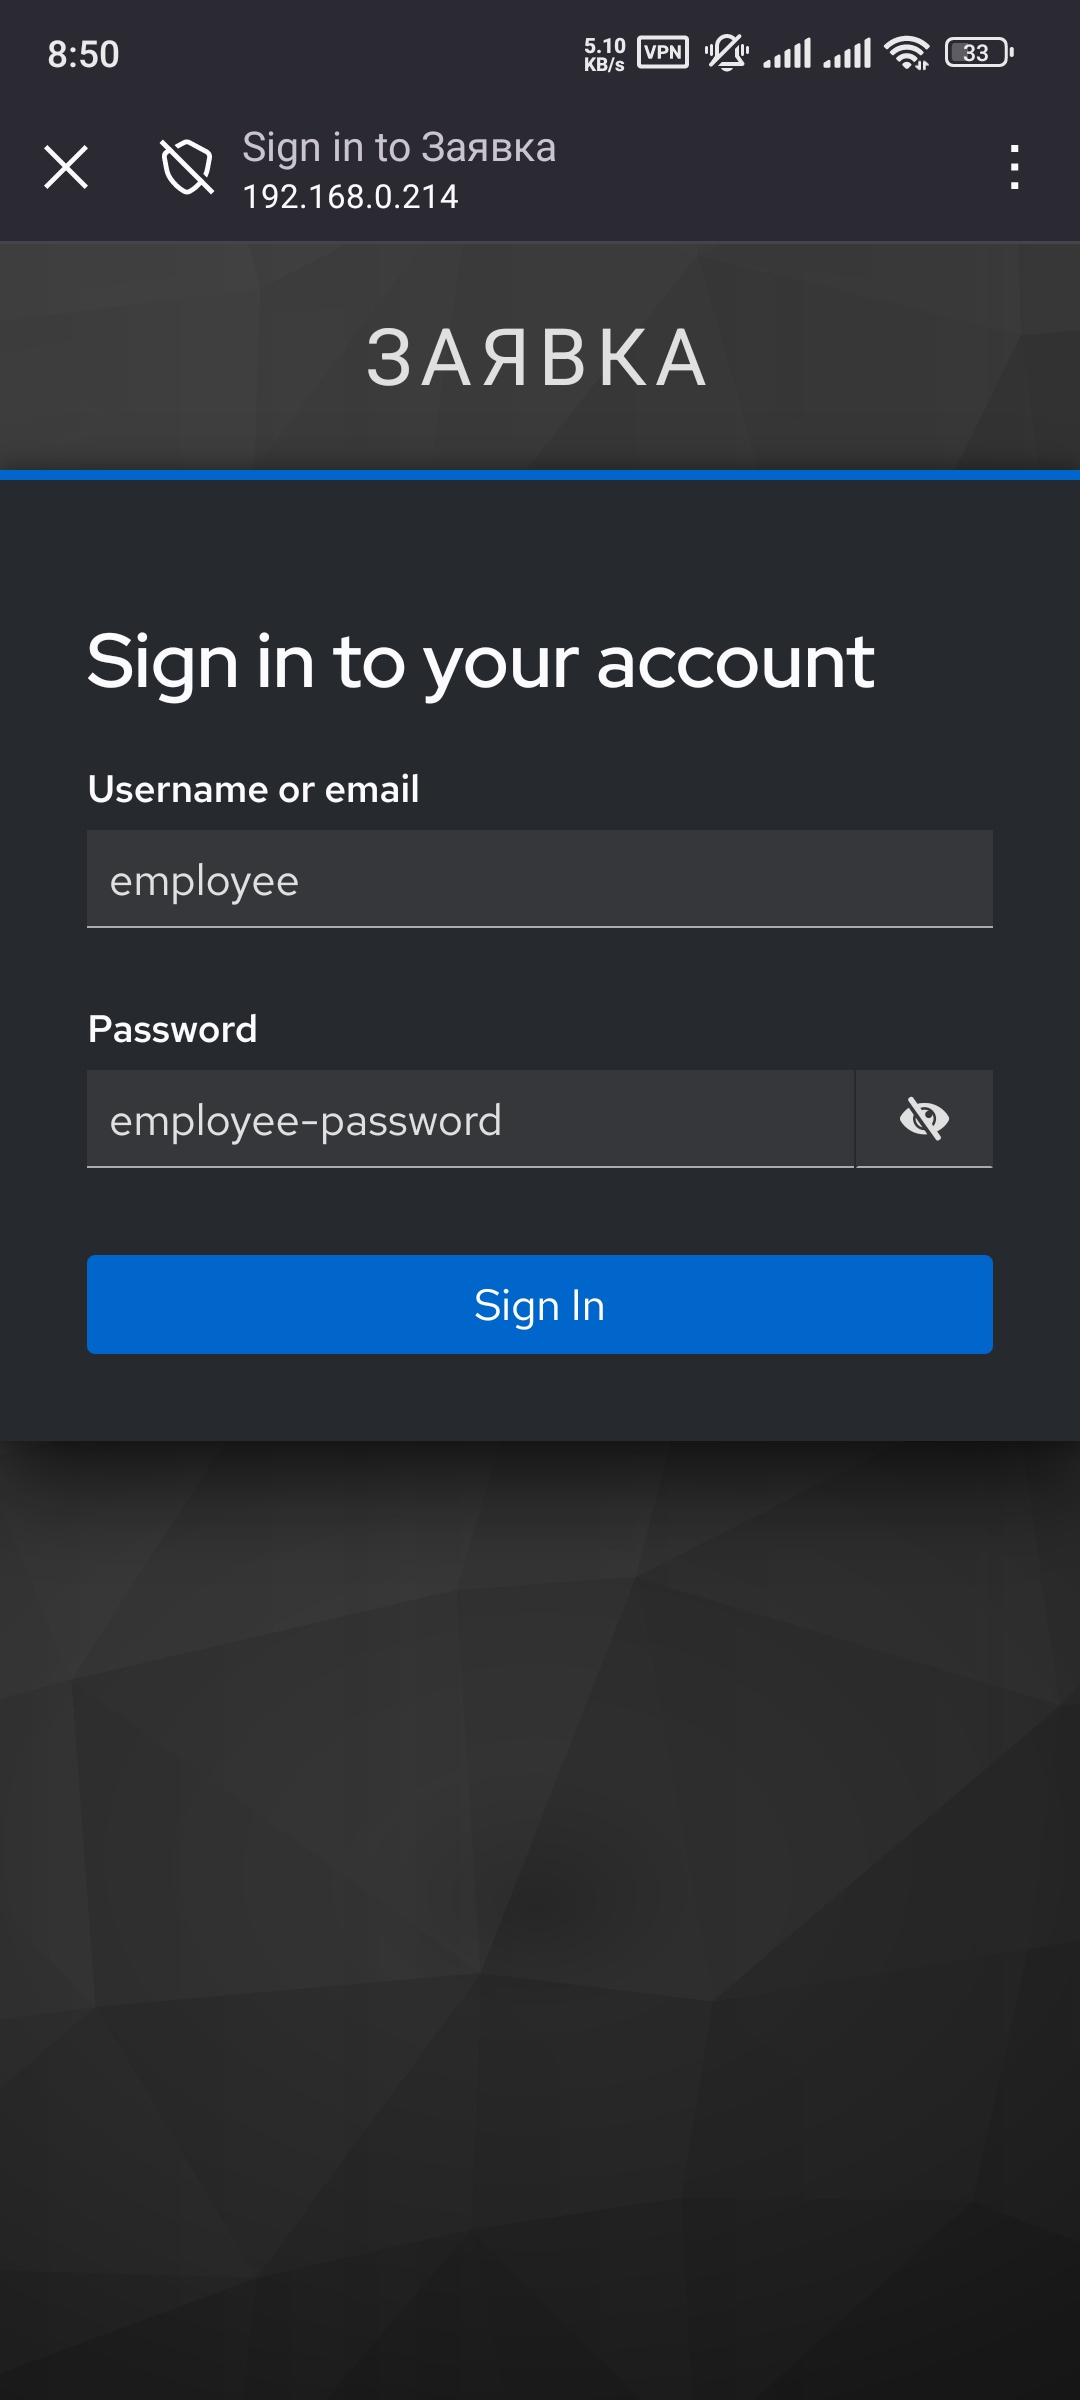 8:50
5.10 KB/s VPN 33
Sign in to Заявка
192.168.0.214
ЗАЯВКА
Sign in to your account
Username or email
employee
Password
employee-password
Sign In